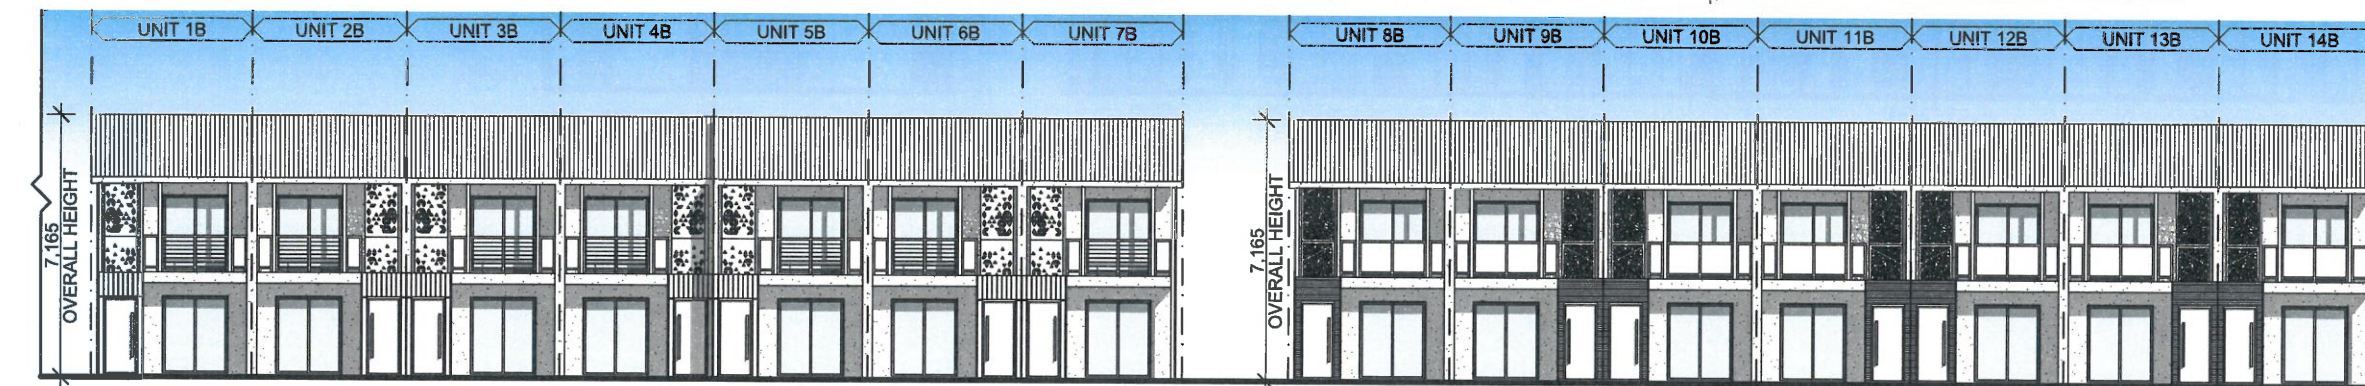 UNIT 1B
UNIT 2B
UNIT 3B
UNIT 4B
UNIT 5B
UNIT 6B
UNIT 7B
UNIT 8B
UNIT 9B
UNIT 10B
UNIT 11B
UNIT 12B
UNIT 13B
UNIT 14B
7,165
OVERALL HEIGHT
7,165
OVERALL HEIGHT